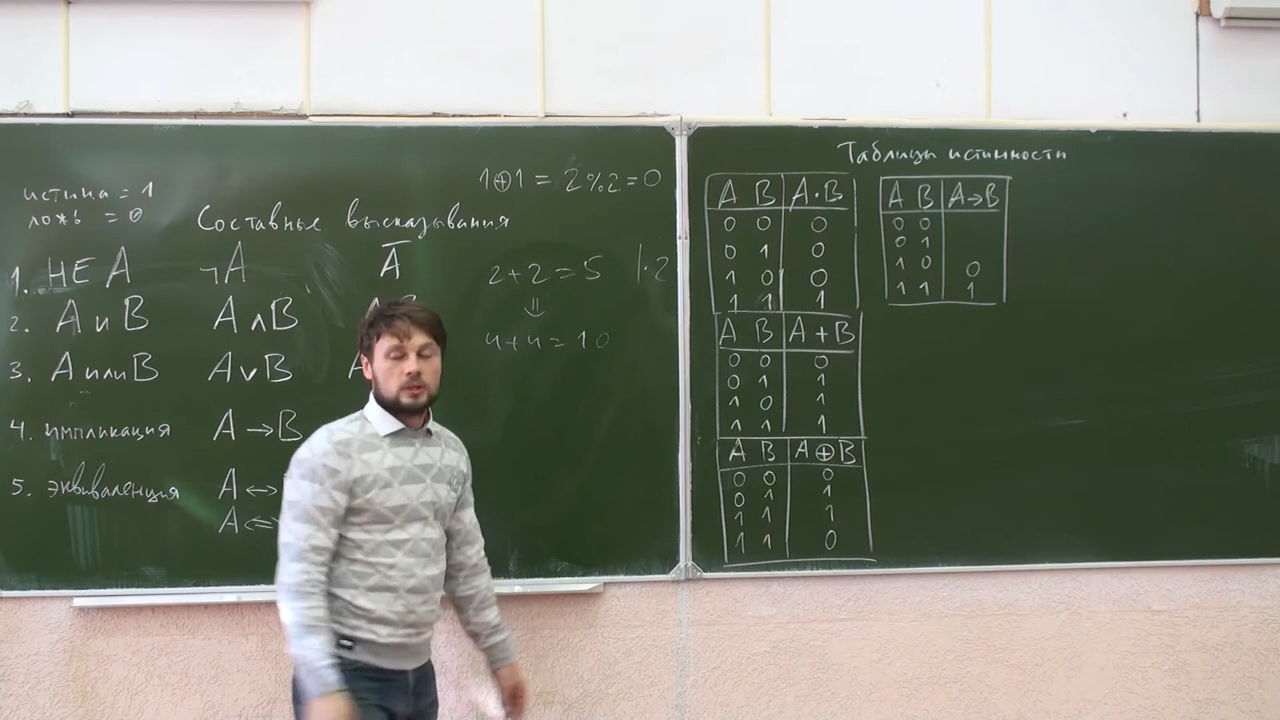 истина = 1
ложь = 0
Составные высказывания
1. НЕ A ¬A A̅
2. A и B A∧B
3. A или B A∨B
4. импликация A→B
5. эквиваленция A↔
A⇔
1⊕1 = 2%2=0
2+2=5 |·2
⇓
4+4=10
Таблицы истинности
A B A·B
0 0 0
0 1 0
1 0 0
1 1 1
A B A+B
0 0 0
0 1 1
1 0 1
1 1 1
A B A⊕B
0 0 0
0 1 1
1 1 1
1 1 0
A B A→B
0 0
0 1
1 0 0
1 1 1